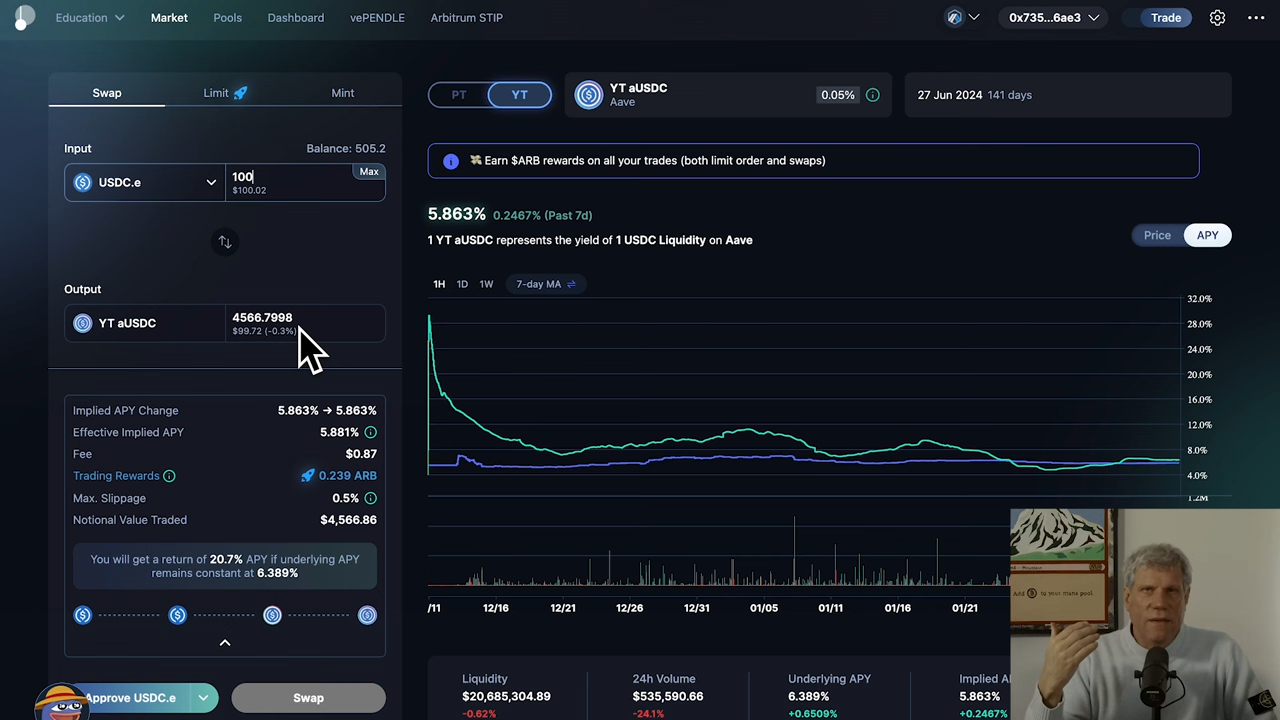 Education Market Pools Dashboard vePENDLE Arbitrum STIP 0x735...6ae3 Trade
Swap Limit Mint
PT YT
YT aUSDC
Aave
0.05%
27 Jun 2024 141 days
Input Balance: 505.2
USDC.e 100 Max
$100.02
Earn $ARB rewards on all your trades (both limit order and swaps)
5.863% 0.2467% (Past 7d)
1 YT aUSDC represents the yield of 1 USDC Liquidity on Aave
Price APY
Output
YT aUSDC 4566.7998
$99.72 (-0.3%)
1H 1D 1W 7-day MA
32.0%
28.0%
24.0%
20.0%
16.0%
12.0%
8.0%
4.0%
1.2M
Implied APY Change 5.863% → 5.863%
Effective Implied APY 5.881%
Fee $0.87
Trading Rewards 0.239 ARB
Max. Slippage 0.5%
Notional Value Traded $4,566.86
You will get a return of 20.7% APY if underlying APY
remains constant at 6.389%
/11 12/16 12/21 12/26 12/31 01/05 01/11 01/16 01/21
Add to your mana pool.
Approve USDC.e Swap
Liquidity 24h Volume Underlying APY Implied A
$20,685,304.89 $535,590.66 6.389% 5.863%
-0.62% -24.1% +0.6509% +0.2467%